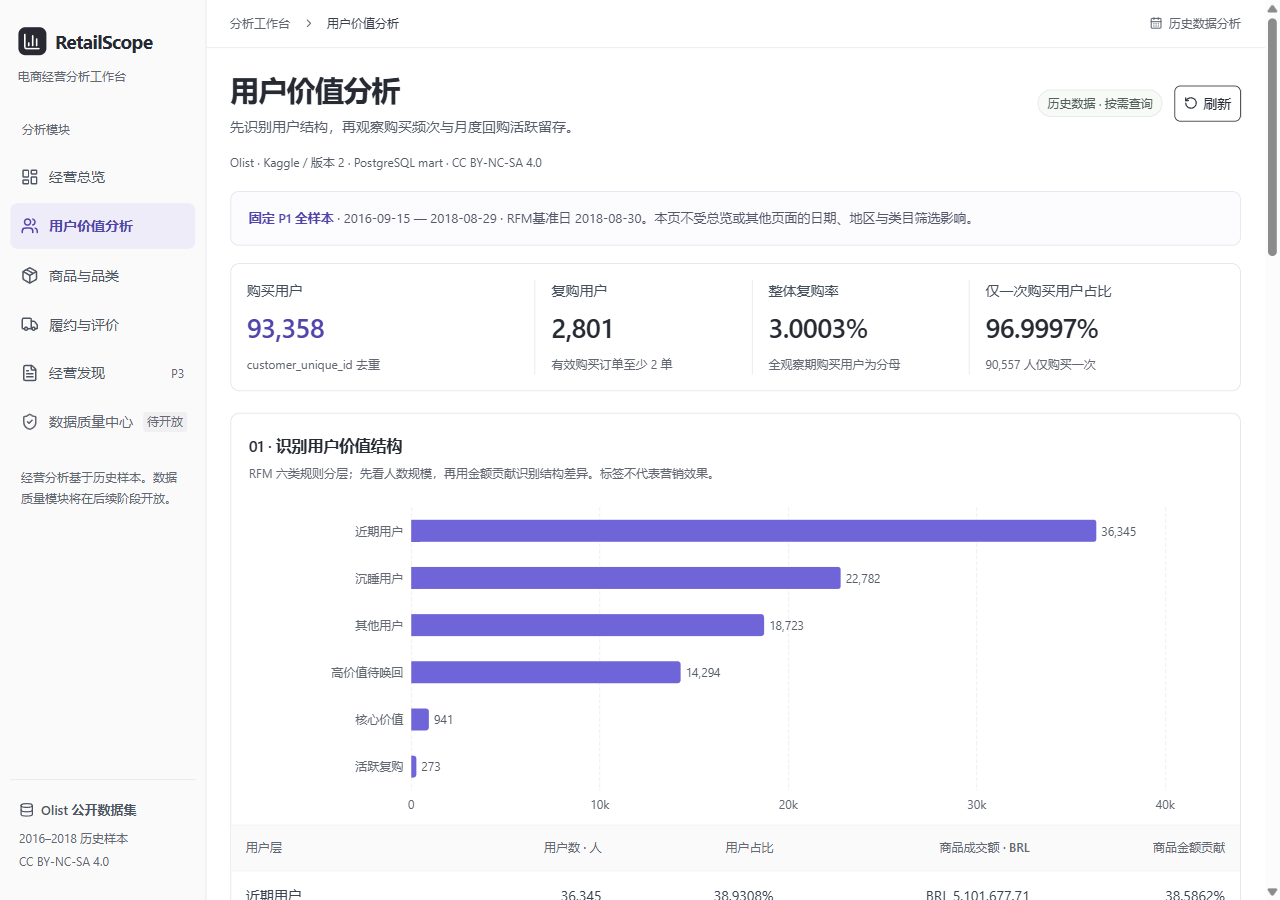 RetailScope
电商经营分析工作台
分析模块
经营总览
用户价值分析
商品与品类
履约与评价
经营发现 P3
数据质量中心 待开放
经营分析基于历史样本。数据
质量模块将在后续阶段开放。
Olist 公开数据集
2016–2018 历史样本
CC BY-NC-SA 4.0
分析工作台 > 用户价值分析
历史数据分析
用户价值分析
先识别用户结构，再观察购买频次与月度回购活跃留存。
Olist · Kaggle / 版本 2 · PostgreSQL mart · CC BY-NC-SA 4.0
历史数据 · 按需查询
刷新
固定 P1 全样本 · 2016-09-15 — 2018-08-29 · RFM基准日 2018-08-30。本页不受总览或其他页面的日期、地区与类目筛选影响。
购买用户
93,358
customer_unique_id 去重
复购用户
2,801
有效购买订单至少 2 单
整体复购率
3.0003%
全观察期购买用户为分母
仅一次购买用户占比
96.9997%
90,557 人仅购买一次
01 · 识别用户价值结构
RFM 六类规则分层；先看人数规模，再用金额贡献识别结构差异。标签不代表营销效果。
近期用户 36,345
沉睡用户 22,782
其他用户 18,723
高价值待唤回 14,294
核心价值 941
活跃复购 273
0 10k 20k 30k 40k
用户层 用户数 · 人 用户占比 商品成交额 · BRL 商品金额贡献
近期用户 36,345 38.9308% BRL 5,101,677.71 38.5862%